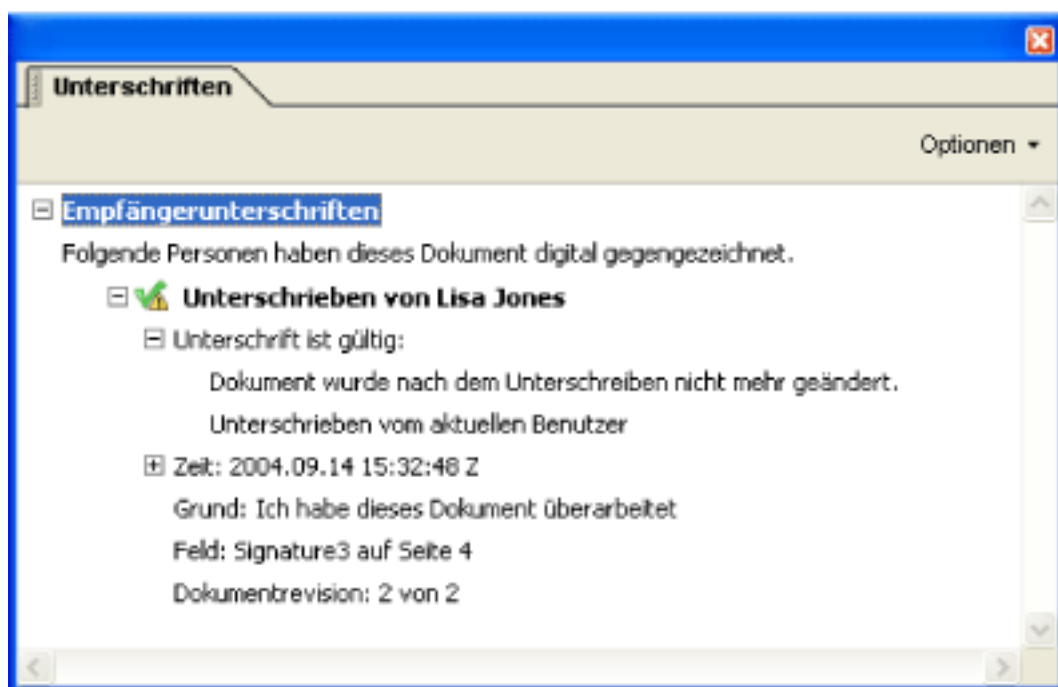 Unterschriften
Optionen
Empfängerunterschriften
Folgende Personen haben dieses Dokument digital gegengezeichnet.
Unterschrieben von Lisa Jones
Unterschrift ist gültig:
Dokument wurde nach dem Unterschreiben nicht mehr geändert.
Unterschrieben vom aktuellen Benutzer
Zeit: 2004.09.14 15:32:48 Z
Grund: Ich habe dieses Dokument überarbeitet
Feld: Signature3 auf Seite 4
Dokumentrevision: 2 von 2